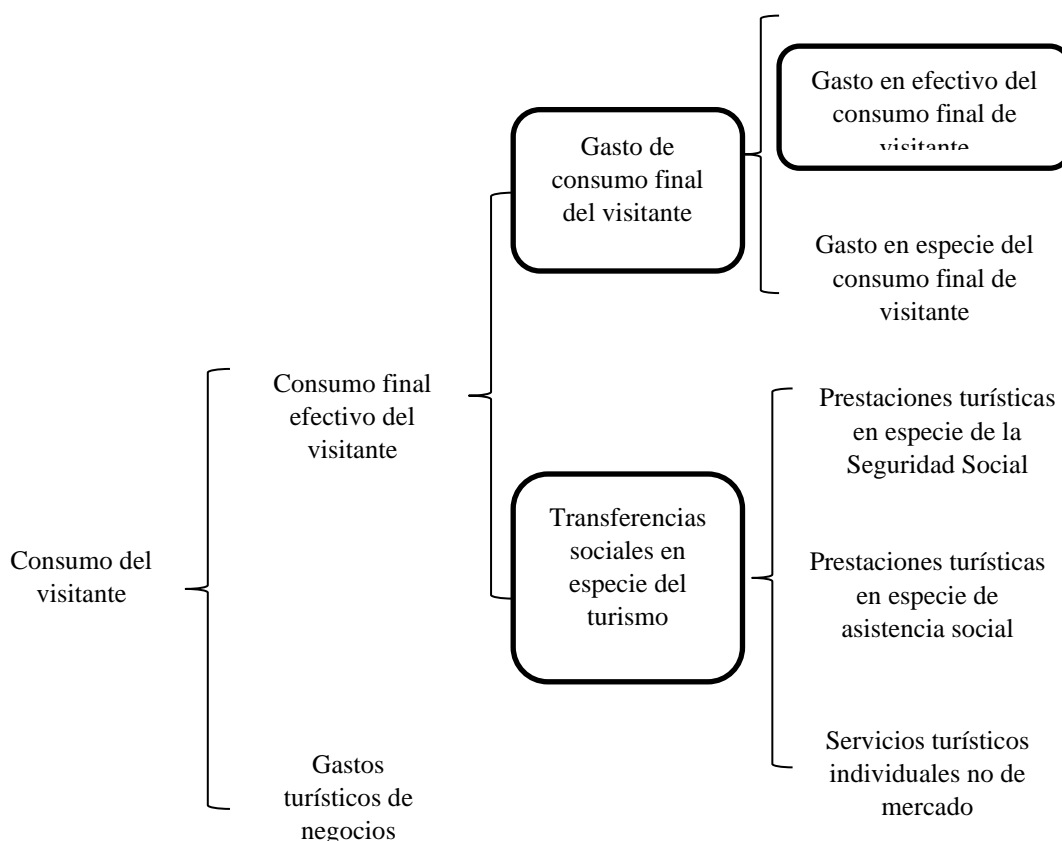 Gasto en efectivo del
consumo final de
visitante
Gasto de
consumo final
del visitante
Gasto en especie del
consumo final de
visitante
Consumo final
efectivo del
visitante
Prestaciones turísticas
en especie de la
Seguridad Social
Transferencias
sociales en
especie del
turismo
Consumo del
visitante
Prestaciones turísticas
en especie de
asistencia social
Gastos
turísticos de
negocios
Servicios turísticos
individuales no de
mercado